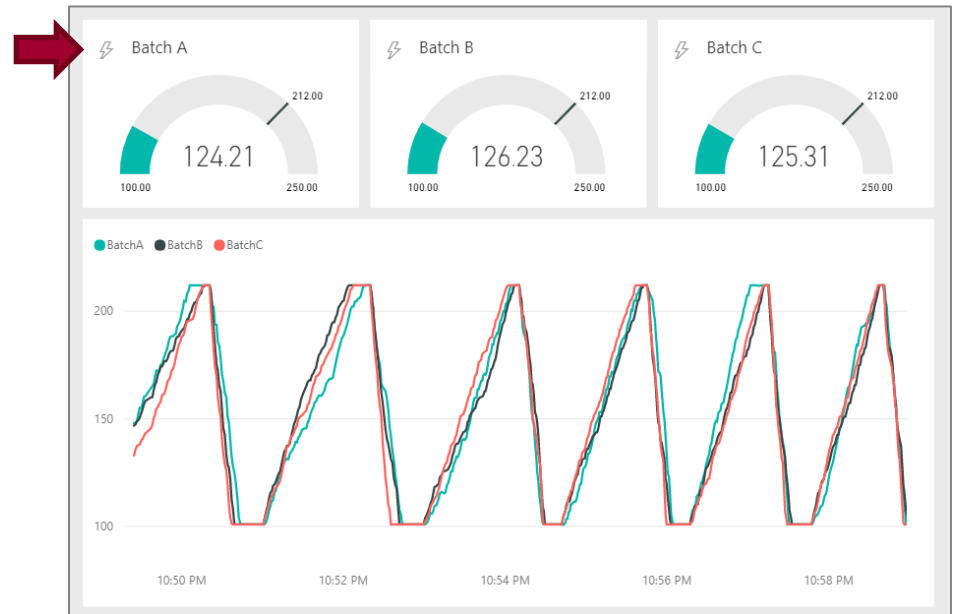 Batch A
212.00
124.21
100.00 250.00
Batch B
212.00
126.23
100.00 250.00
Batch C
212.00
125.31
100.00 250.00
BatchA BatchB BatchC
200
150
100
10:50 PM 10:52 PM 10:54 PM 10:56 PM 10:58 PM